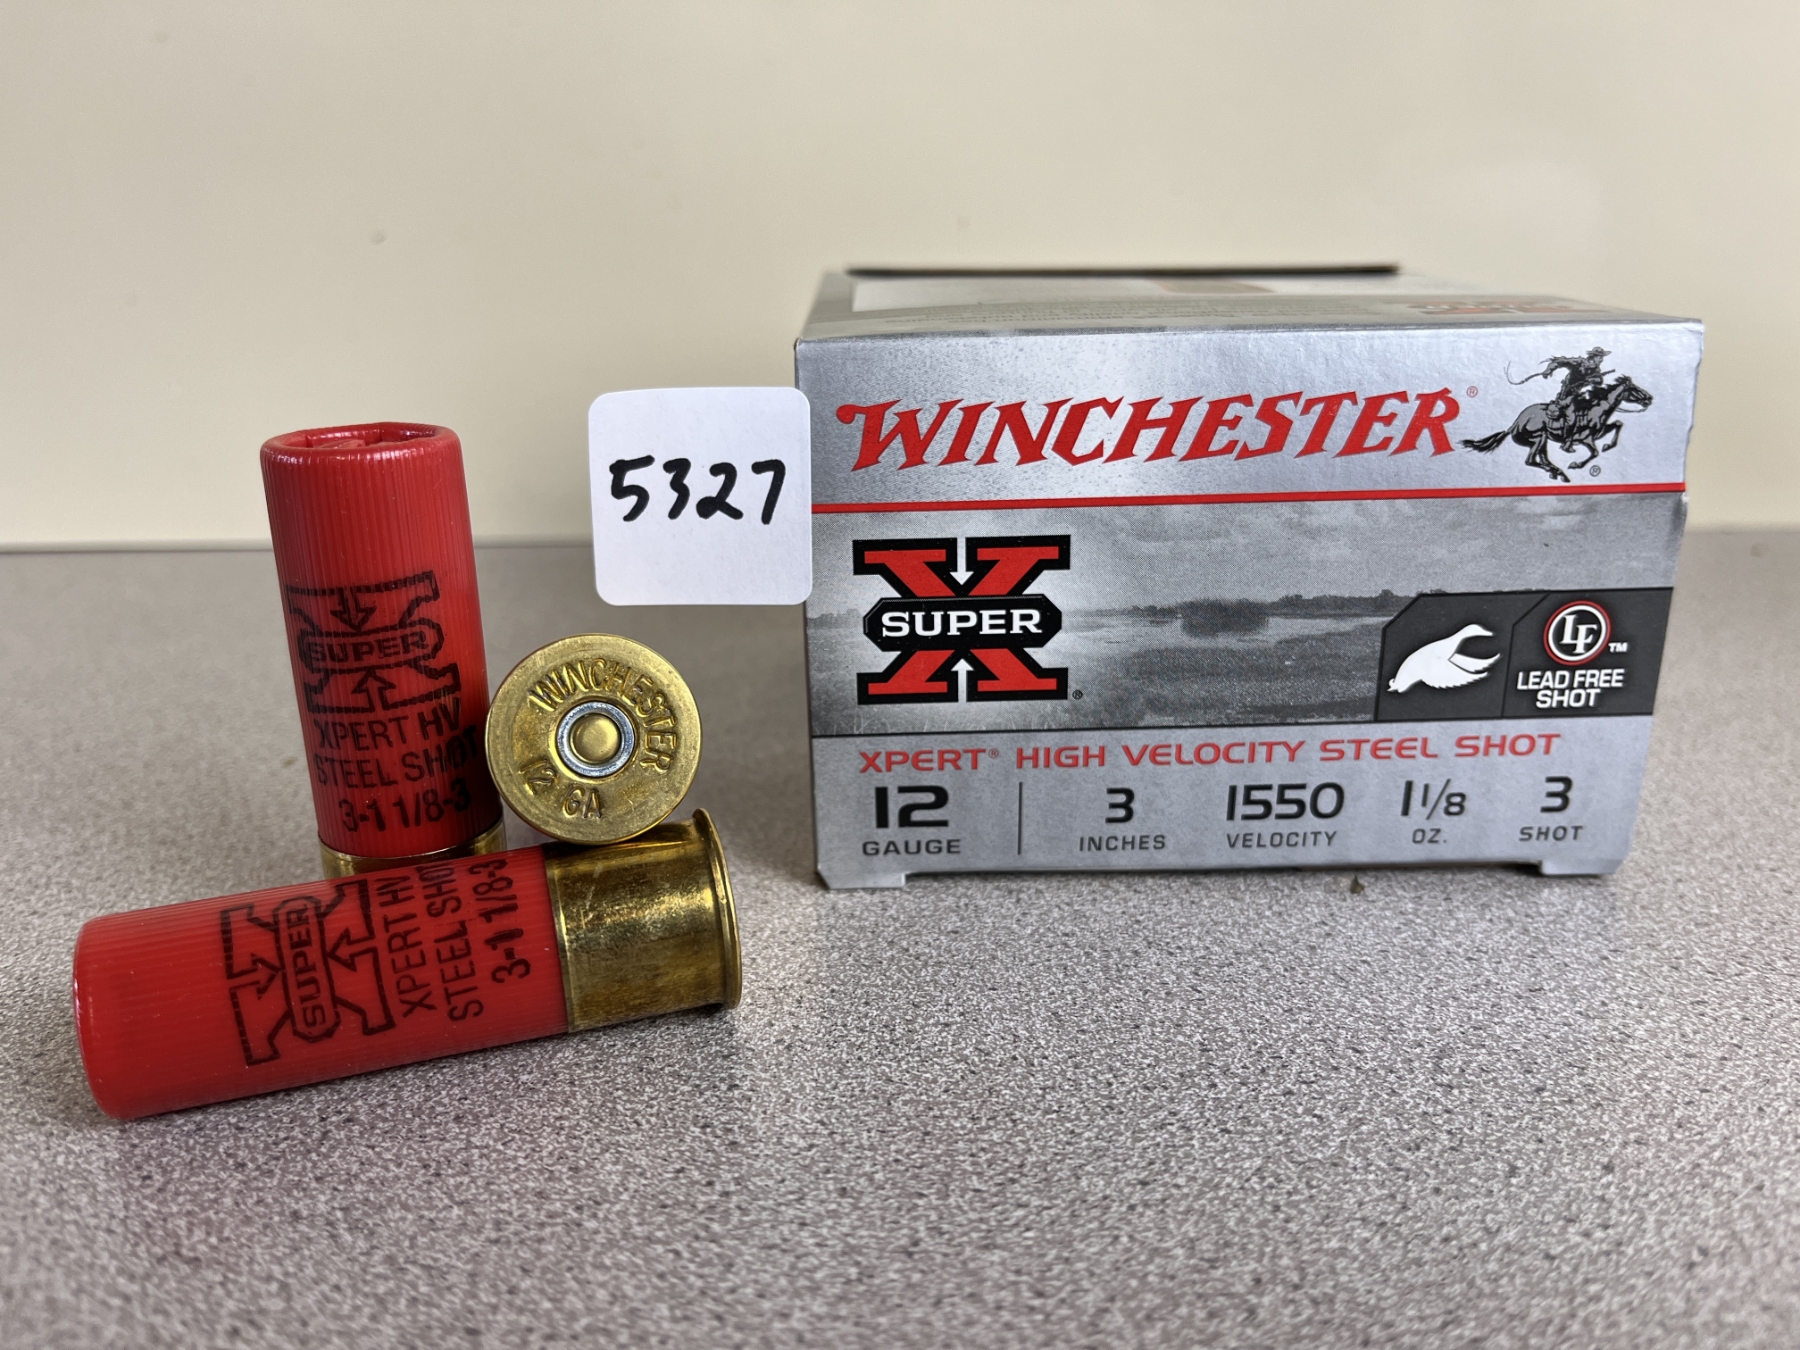 WINCHESTER®
X
SUPER
®
LF™
LEAD FREE
SHOT
XPERT® HIGH VELOCITY STEEL SHOT
12
GAUGE
3
INCHES
1550
VELOCITY
1 1/8
OZ.
3
SHOT
5327
X
SUPER
XPERT HV
STEEL SHOT
3-1 1/8-3
WINCHESTER
12 GA
X
SUPER
XPERT HV
STEEL SHOT
3-1 1/8-3